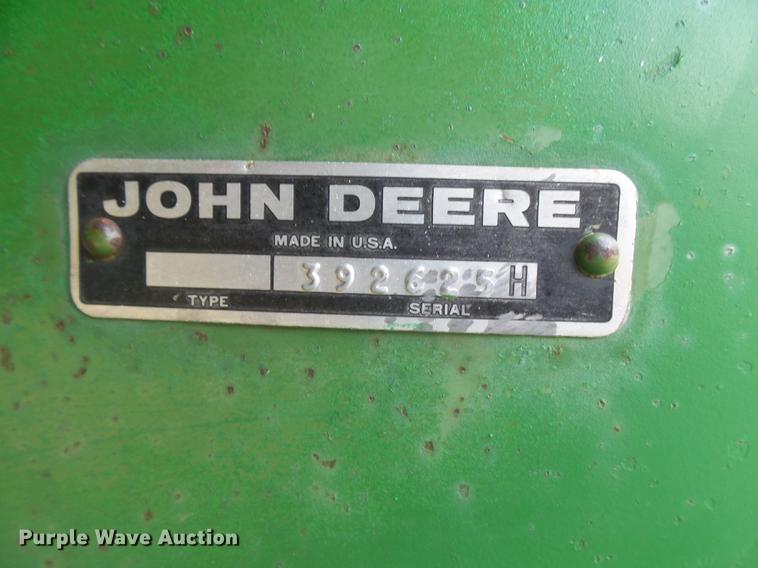 JOHN DEERE
MADE IN U.S.A.
392625H
TYPE SERIAL
Purple Wave Auction